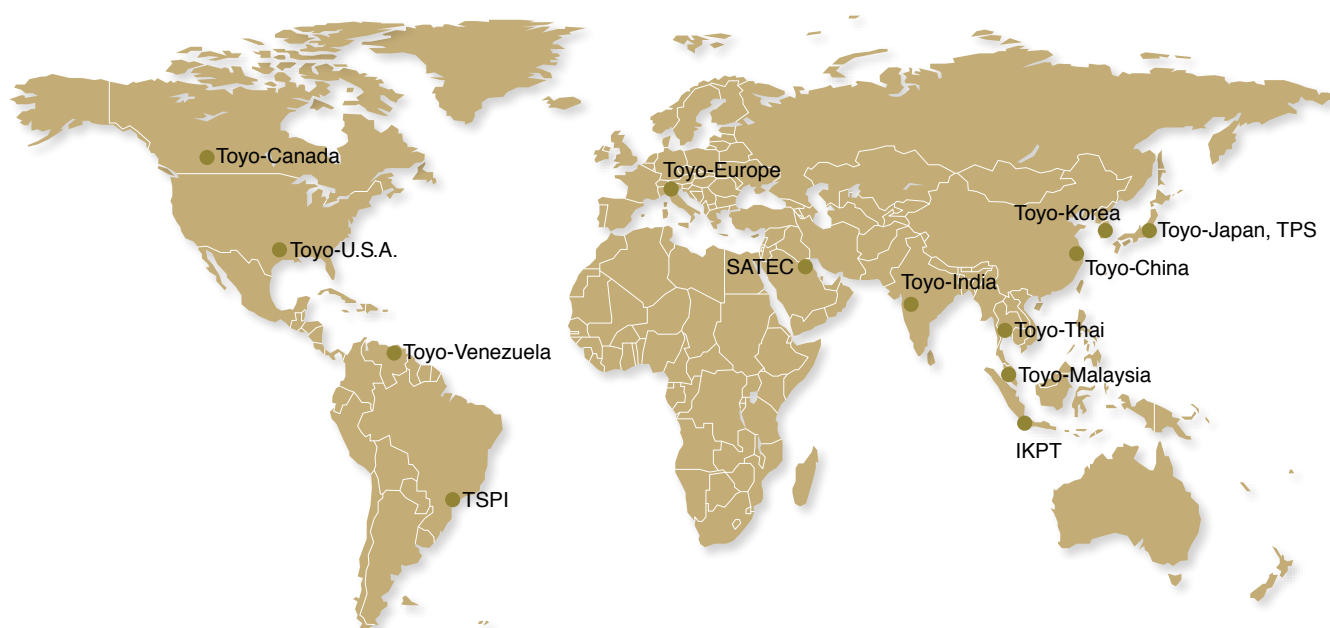 Toyo-Canada
Toyo-Europe
Toyo-Korea
Toyo-Japan, TPS
Toyo-U.S.A.
SATEC
Toyo-China
Toyo-India
Toyo-Thai
Toyo-Venezuela
Toyo-Malaysia
IKPT
TSPI